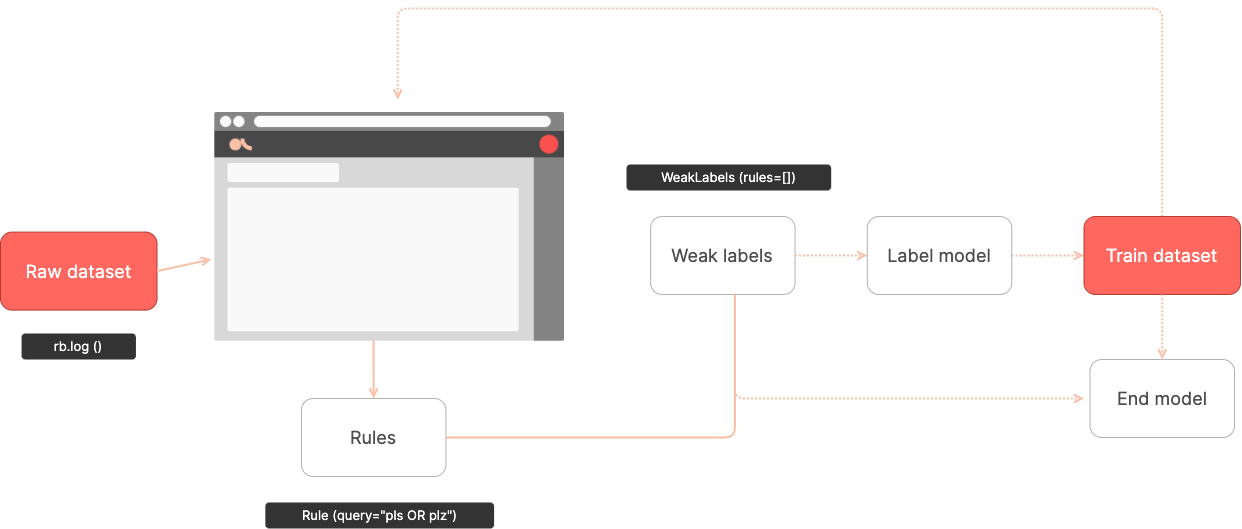 WeakLabels (rules=[])
Weak labels
Label model
Train dataset
Raw dataset
rb.log ()
End model
Rules
Rule (query="pls OR plz")